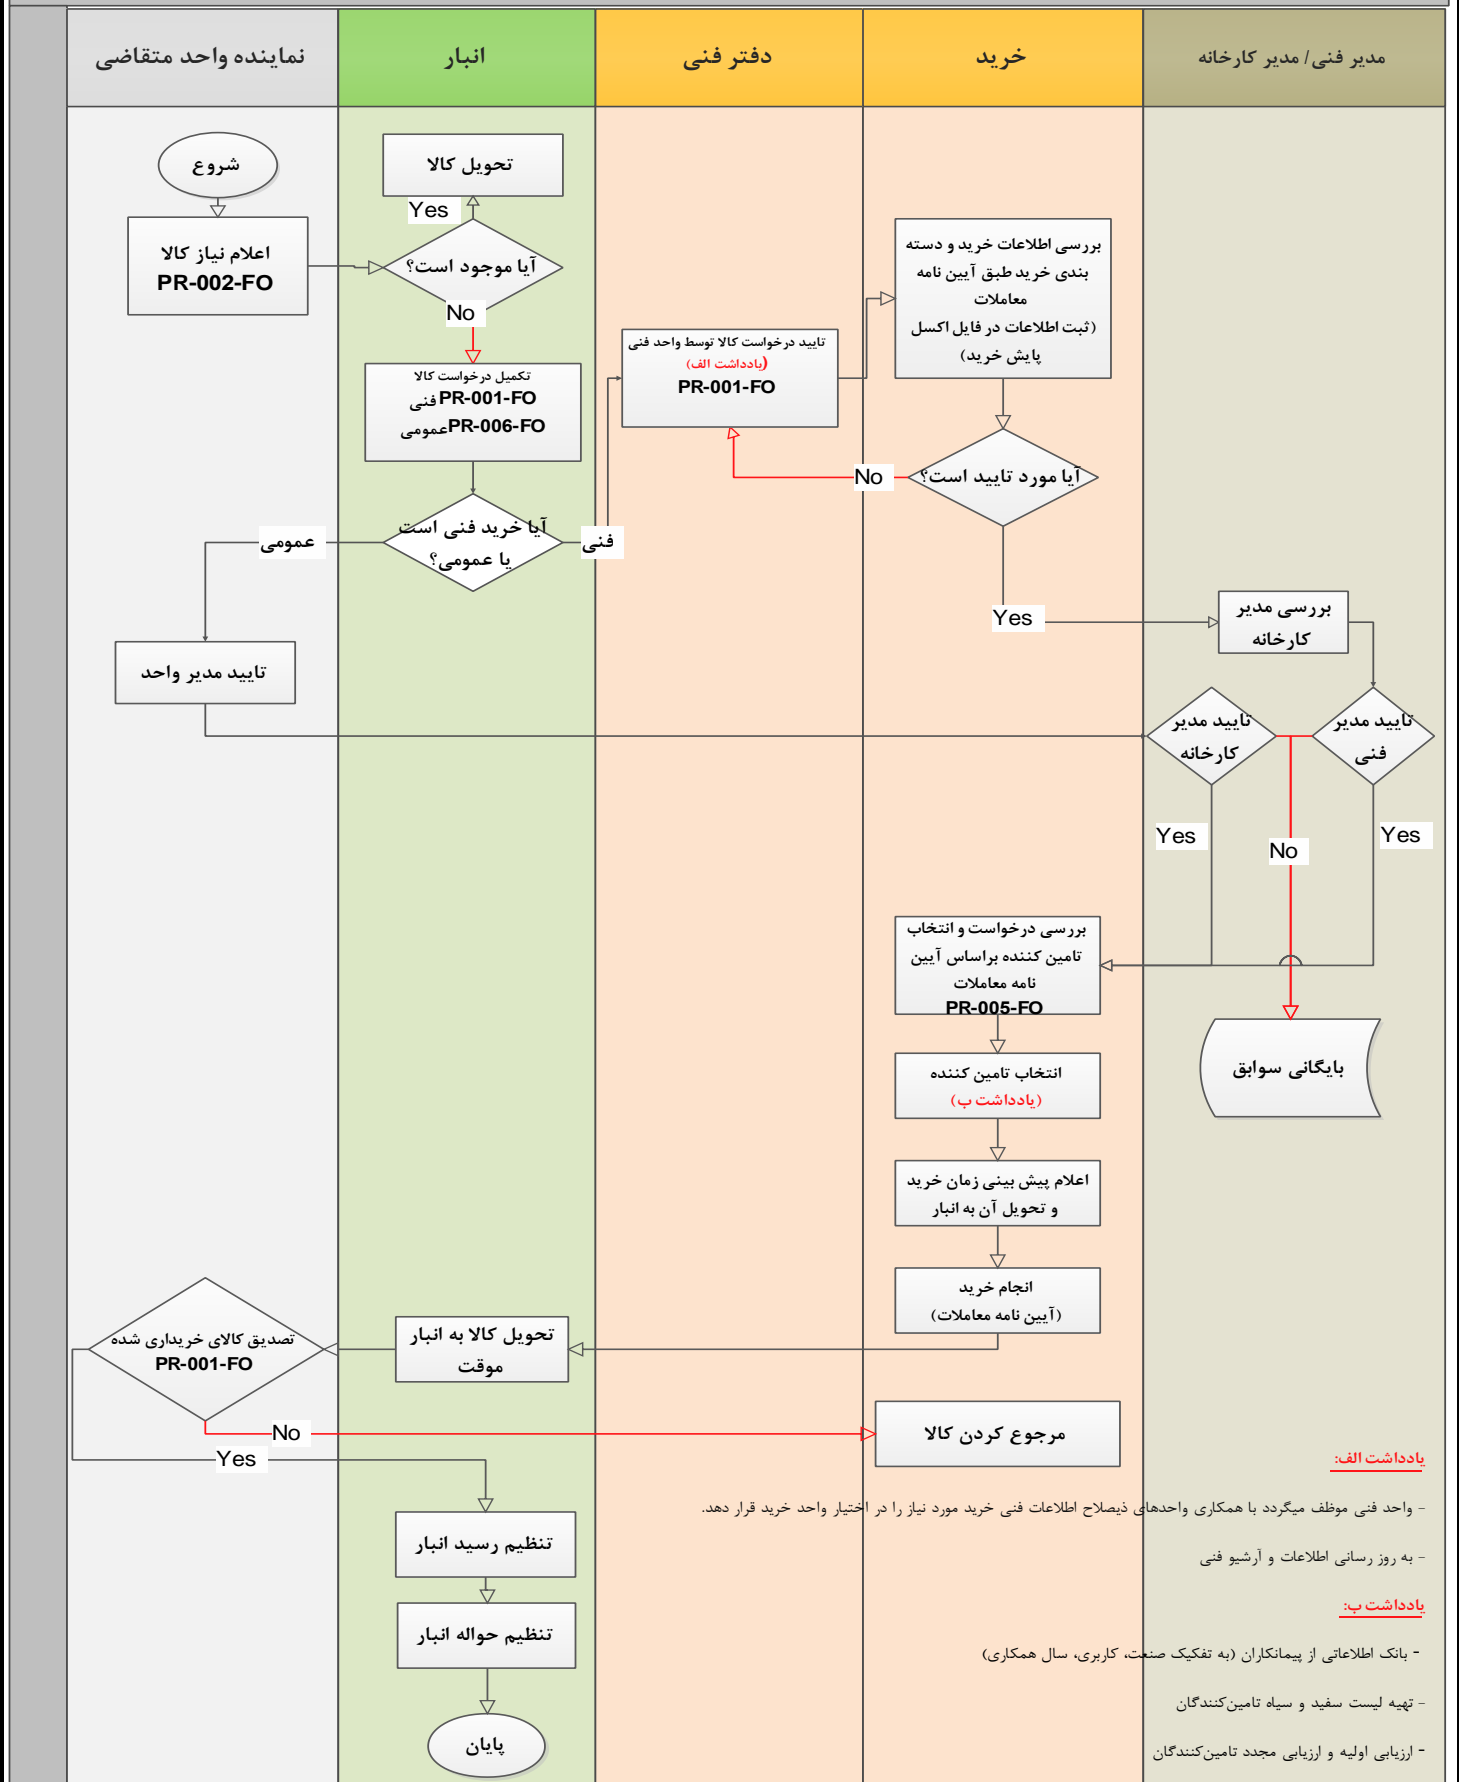 نماینده واحد متقاضی
انبار
دفتر فنی
خرید
مدیر فنی/ مدیر کارخانه
شروع
اعلام نیاز کالا
PR-002-FO
تحویل کالا
Yes
آیا موجود است؟
No
تکمیل درخواست کالا
PR-001-FO فنی
PR-006-FO عمومی
آیا خرید فنی است
یا عمومی؟
عمومی
فنی
تایید مدیر واحد
تایید درخواست کالا توسط واحد فنی
(یادداشت الف)
PR-001-FO
بررسی اطلاعات خرید و دسته
بندی خرید طبق آیین نامه
معاملات
(ثبت اطلاعات در فایل اکسل
پایش خرید)
آیا مورد تایید است؟
No
Yes
بررسی مدیر
کارخانه
تایید مدیر
کارخانه
تایید مدیر
فنی
Yes
No
Yes
بررسی درخواست و انتخاب
تامین کننده براساس آیین
نامه معاملات
PR-005-FO
انتخاب تامین کننده
(یادداشت ب)
اعلام پیش بینی زمان خرید
و تحویل آن به انبار
انجام خرید
(آیین نامه معاملات)
بایگانی سوابق
تحویل کالا به انبار
موقت
تصدیق کالای خریداری شده
PR-001-FO
No
Yes
مرجوع کردن کالا
تنظیم رسید انبار
تنظیم حواله انبار
پایان
یادداشت الف:
- واحد فنی موظف میگردد با همکاری واحدهای ذیصلاح اطلاعات فنی خرید مورد نیاز را در اختیار واحد خرید قرار دهد.
- به روز رسانی اطلاعات و آرشیو فنی
یادداشت ب:
- بانک اطلاعاتی از پیمانکاران (به تفکیک صنعت، کاربری، سال همکاری)
- تهیه لیست سفید و سیاه تامین‌کنندگان
- ارزیابی اولیه و ارزیابی مجدد تامین‌کنندگان